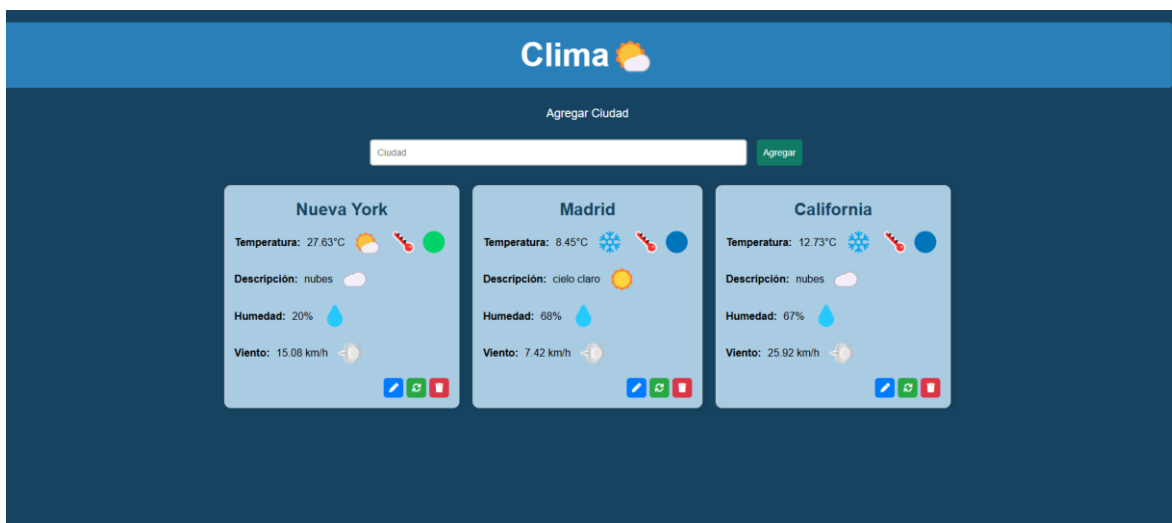 Clima
Agregar Ciudad
Ciudad
Agregar
Nueva York
Temperatura: 27.63°C
Descripción: nubes
Humedad: 20%
Viento: 15.08 km/h
Madrid
Temperatura: 8.45°C
Descripción: cielo claro
Humedad: 68%
Viento: 7.42 km/h
California
Temperatura: 12.73°C
Descripción: nubes
Humedad: 67%
Viento: 25.92 km/h